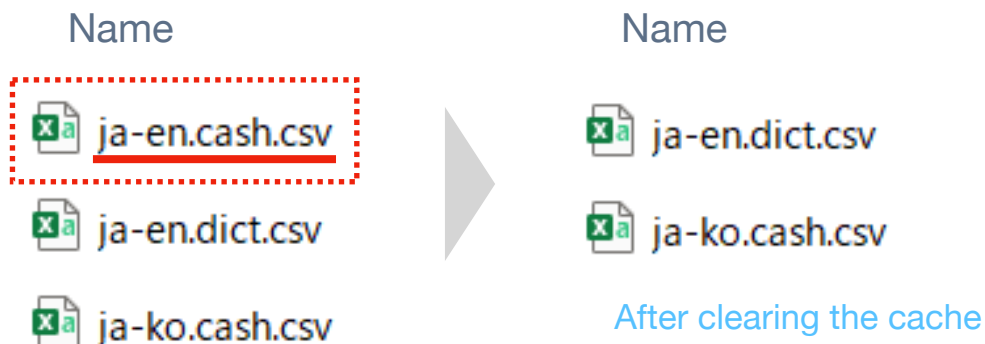 Name
ja-en.cash.csv
ja-en.dict.csv
ja-ko.cash.csv
Name
ja-en.dict.csv
ja-ko.cash.csv
After clearing the cache